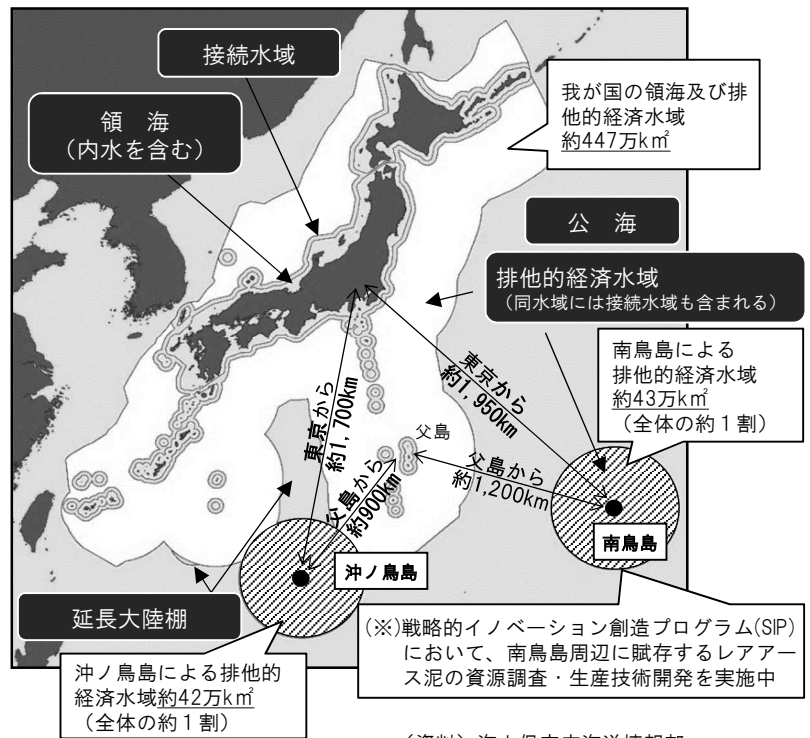 接続水域
領　海
（内水を含む）
我が国の領海及び排
他的経済水域
約447万k㎡
公　海
排他的経済水域
（同水域には接続水域も含まれる）
南鳥島による
排他的経済水域
約43万k㎡
（全体の約１割）
東京から
約1,950km
東京から
約1,700km
父島
父島から
約900km
父島から
約1,200km
南鳥島
沖ノ鳥島
延長大陸棚
(※)戦略的イノベーション創造プログラム(SIP)
において、南鳥島周辺に賦存するレアアー
ス泥の資源調査・生産技術開発を実施中
沖ノ鳥島による排他的
経済水域約42万k㎡
（全体の約１割）